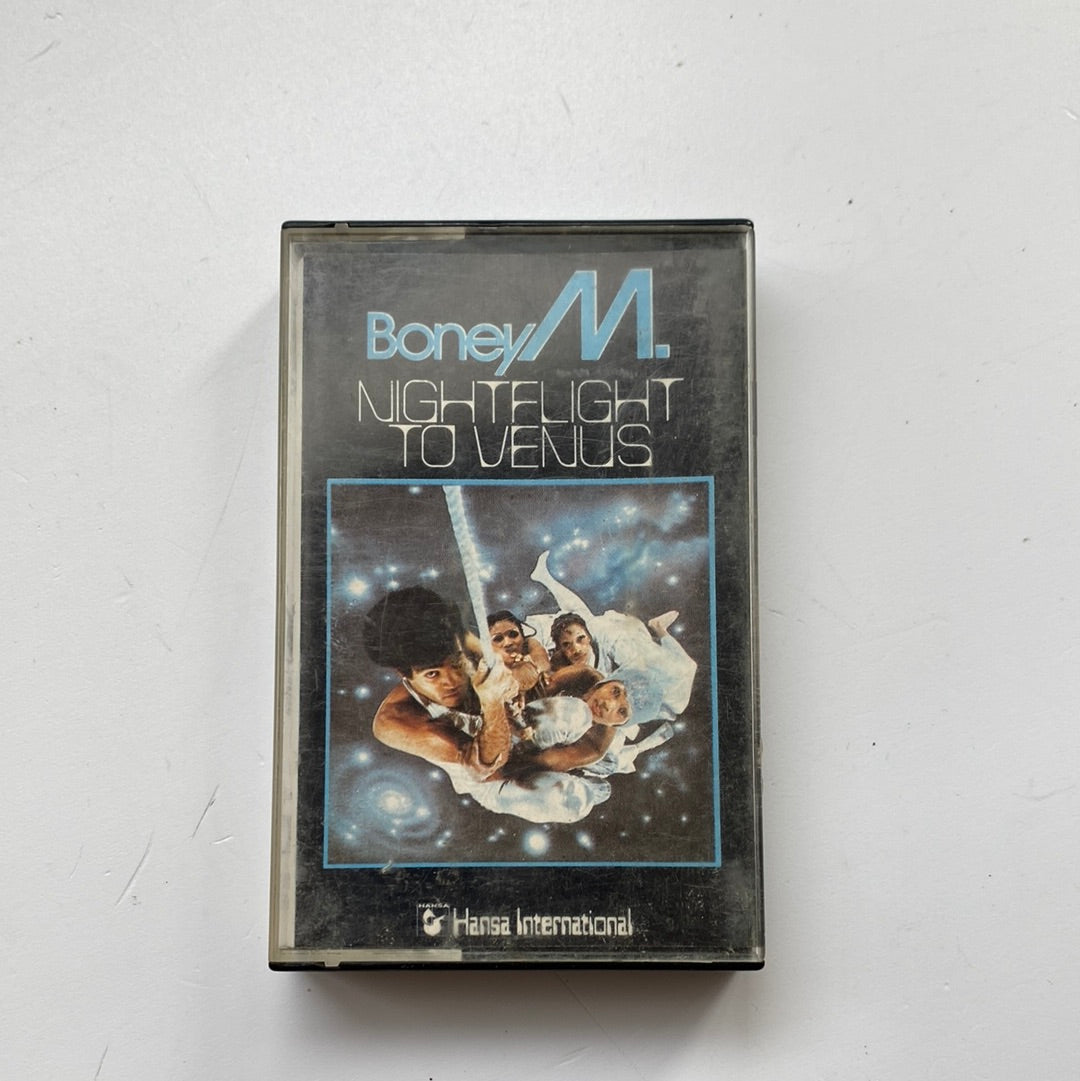 Boney M.
NIGHTFLIGHT
TO VENUS
HANSA
Hansa International